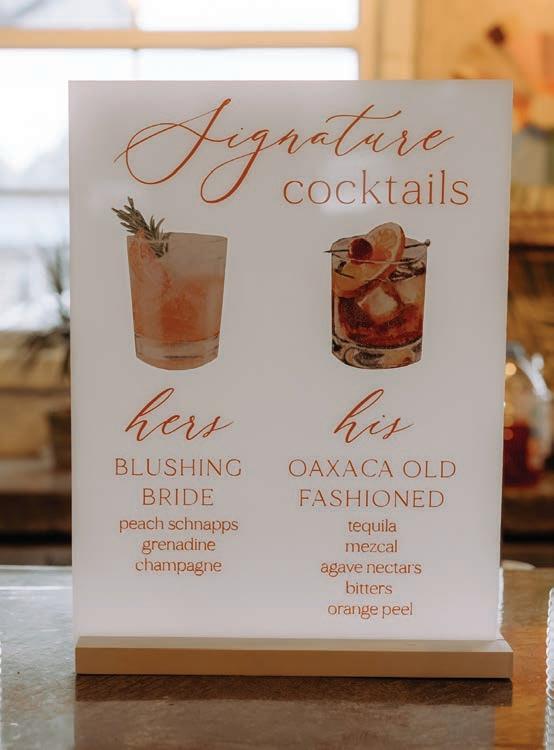 Signature
cocktails
hers
BLUSHING
BRIDE
peach schnapps
grenadine
champagne
his
OAXACA OLD
FASHIONED
tequila
mezcal
agave nectars
bitters
orange peel